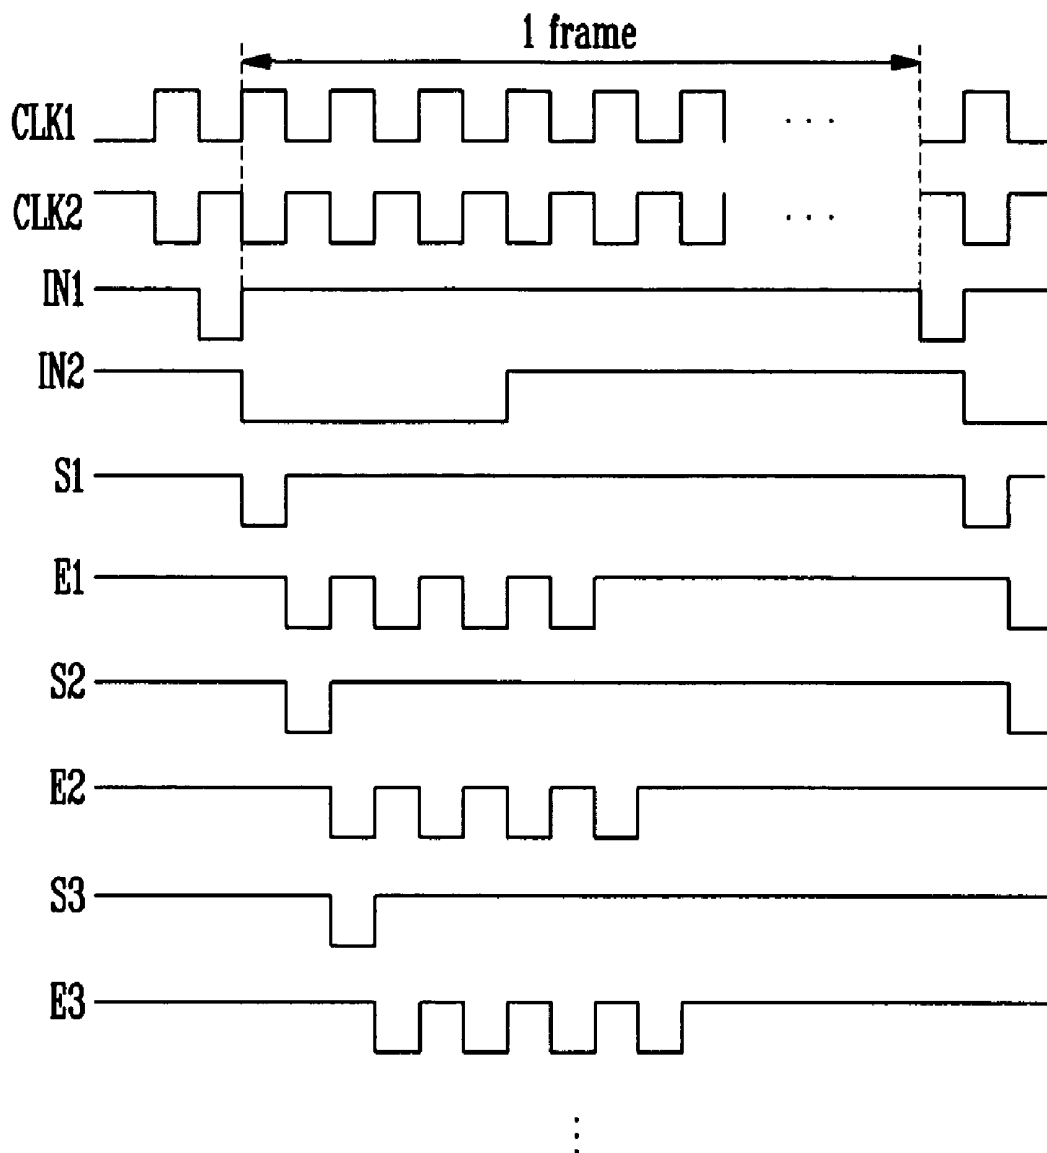 1 frame
CLK1
. . .
CLK2
. . .
IN1
IN2
S1
E1
S2
E2
S3
E3